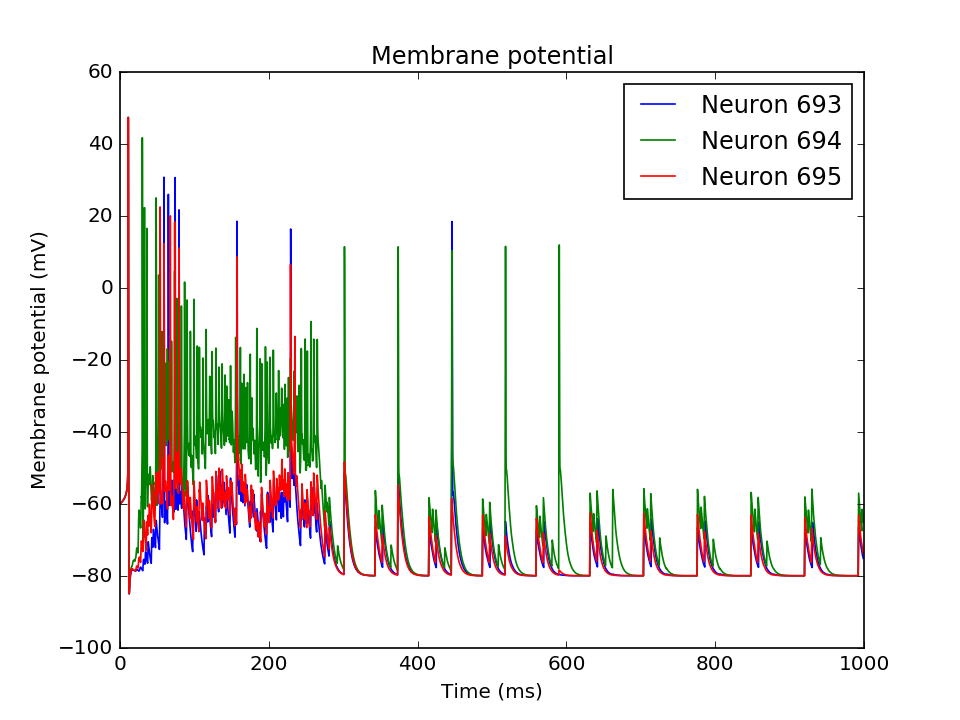 Membrane potential
Neuron 693
Neuron 694
Neuron 695
60
40
20
0
−20
−40
−60
−80
−100
Membrane potential (mV)
0 200 400 600 800 1000
Time (ms)